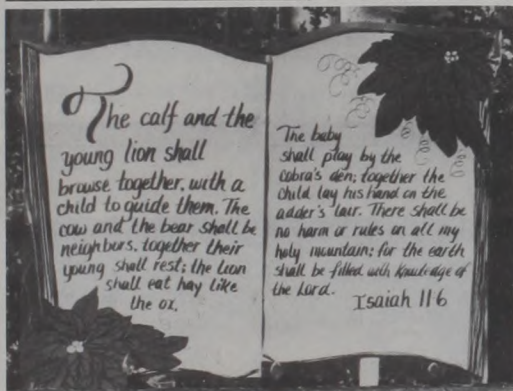 The calf and the
young lion shall
browse together, with a
child to guide them. The
cow and the bear shall be
neighbors, together their
young shall rest; the lion
shall eat hay like
the ox.
The baby
shall play by the
cobra's den; together the
child lay his hand on the
adder's lair. There shall be
no harm or rules on all my
holy mountain; for the earth
shall be filled with knowledge of
the Lord.
Isaiah 11 6